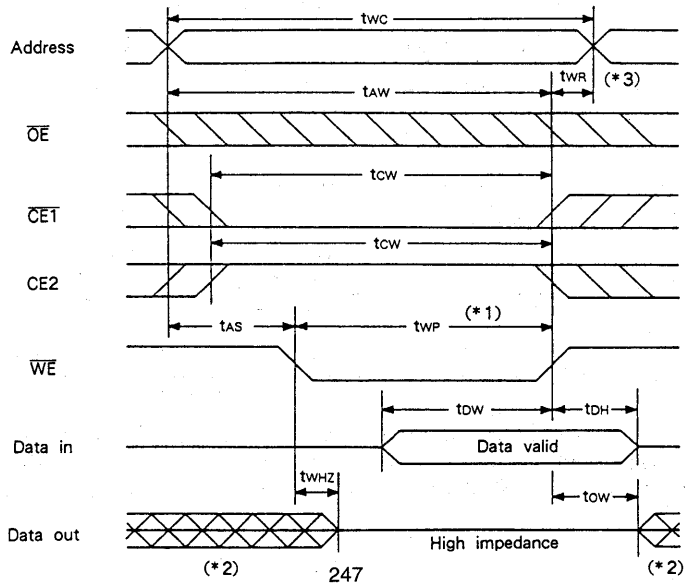 tWC
Address
tAW
tWR
(*3)
OE
tCW
CE1
tCW
CE2
tAS
tWP
(*1)
WE
tDW
tDH
Data in
Data valid
tWHZ
tOW
Data out
High impedance
(*2)
247
(*2)